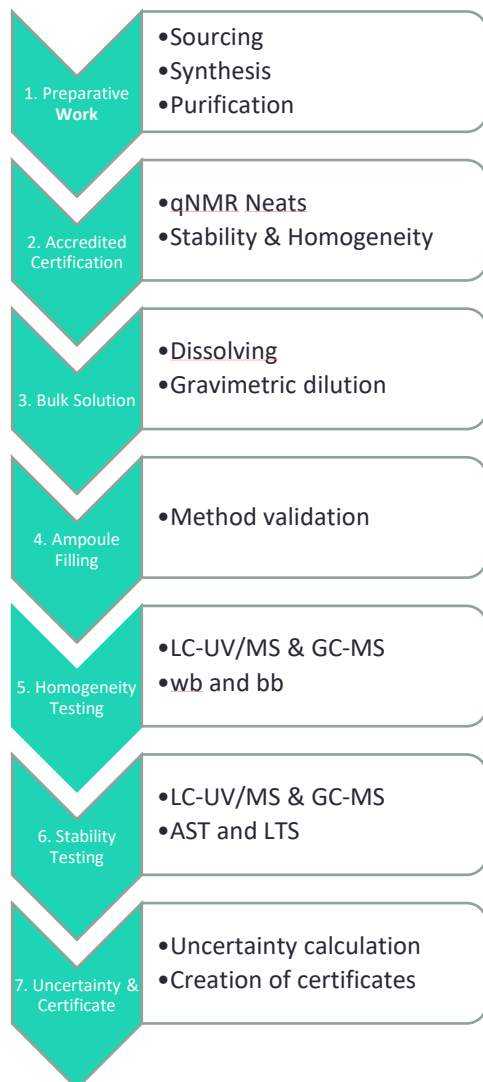 1. Preparative
Work
•Sourcing
•Synthesis
•Purification
2. Accredited
Certification
•qNMR Neats
•Stability & Homogeneity
3. Bulk Solution
•Dissolving
•Gravimetric dilution
4. Ampoule
Filling
•Method validation
5. Homogeneity
Testing
•LC-UV/MS & GC-MS
•wb and bb
6. Stability
Testing
•LC-UV/MS & GC-MS
•AST and LTS
7. Uncertainty &
Certificate
•Uncertainty calculation
•Creation of certificates